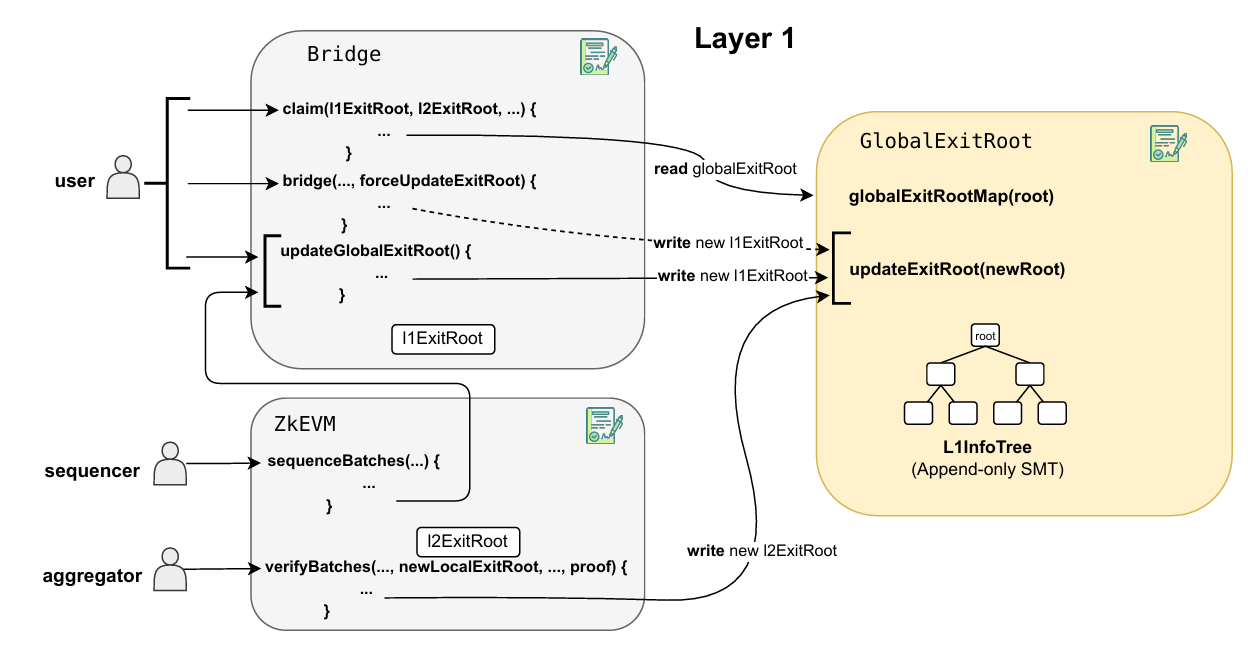 Layer 1
Bridge
claim(l1ExitRoot, l2ExitRoot, ...) {
...
}
bridge(..., forceUpdateExitRoot) {
...
}
updateGlobalExitRoot() {
...
}
l1ExitRoot
user
read globalExitRoot
write new l1ExitRoot
write new l1ExitRoot
GlobalExitRoot
globalExitRootMap(root)
updateExitRoot(newRoot)
root
L1InfoTree
(Append-only SMT)
ZkEVM
sequencer
sequenceBatches(...) {
...
}
l2ExitRoot
aggregator
verifyBatches(..., newLocalExitRoot, ..., proof) {
...
}
write new l2ExitRoot